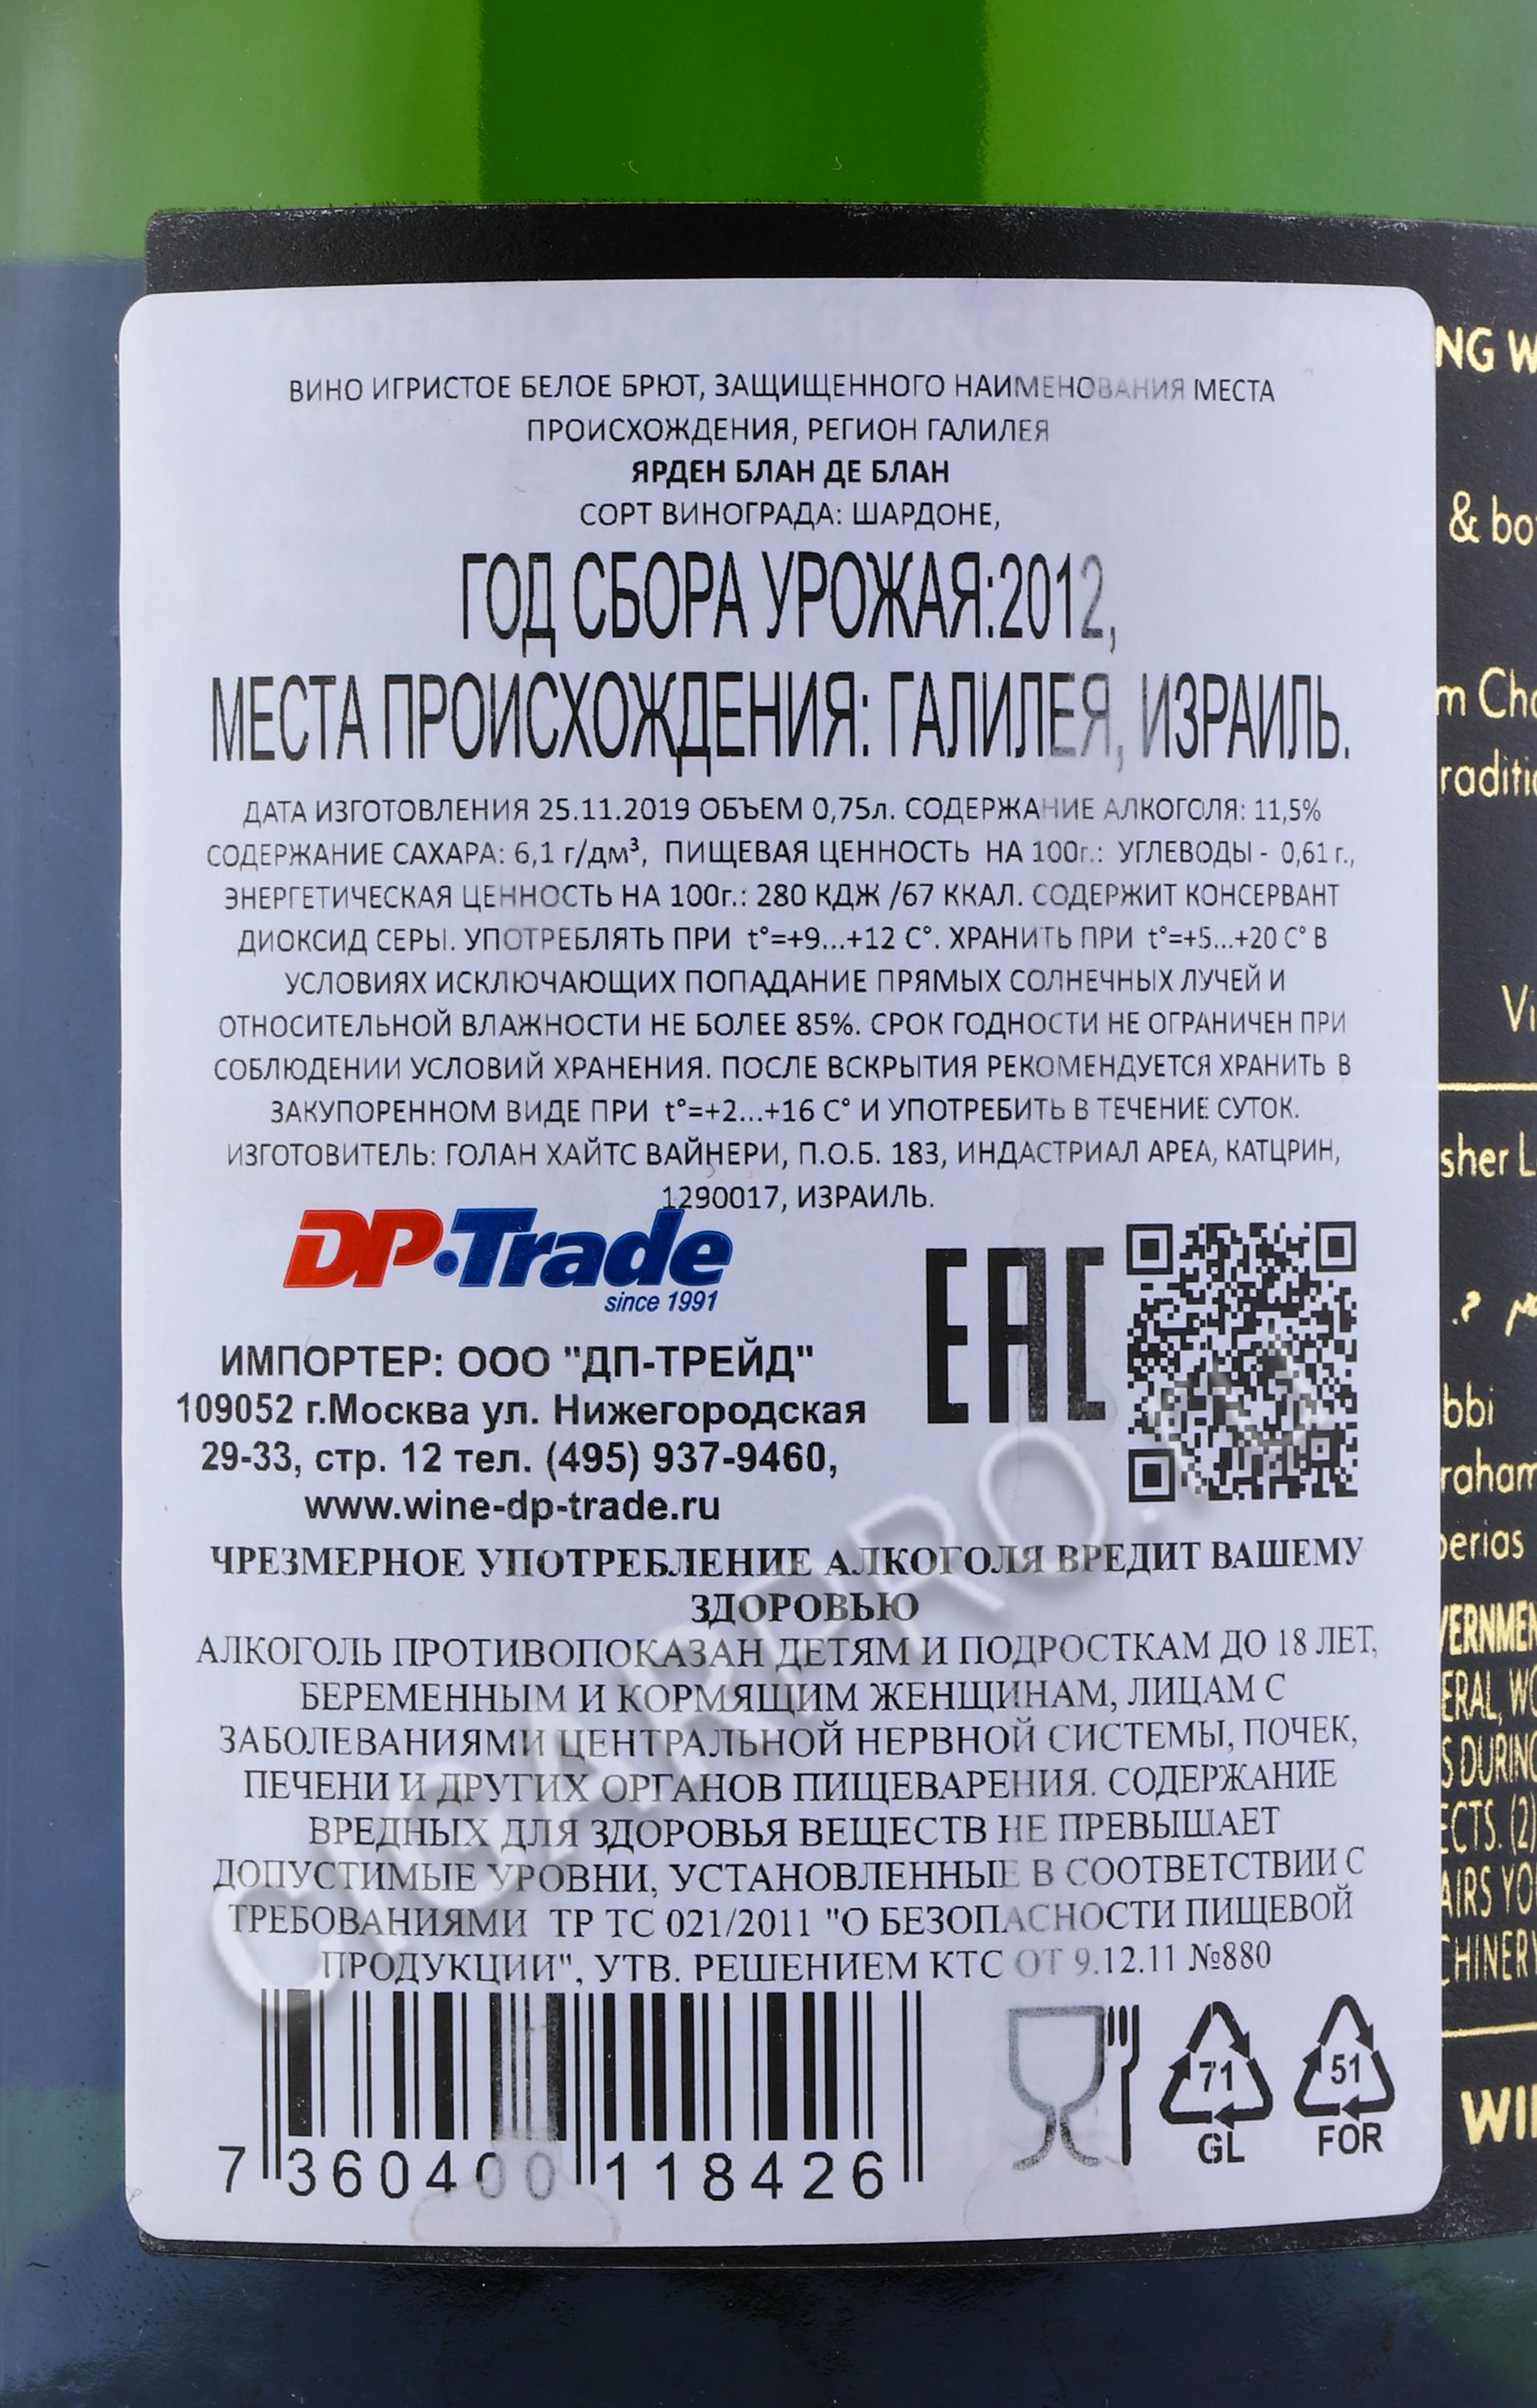 ВИНО ИГРИСТОЕ БЕЛОЕ БРЮТ, ЗАЩИЩЕННОГО НАИМЕНОВАНИЯ МЕСТА
ПРОИСХОЖДЕНИЯ, РЕГИОН ГАЛИЛЕЯ
ЯРДЕН БЛАН ДЕ БЛАН
СОРТ ВИНОГРАДА: ШАРДОНЕ,
ГОД СБОРА УРОЖАЯ:2012,
МЕСТА ПРОИСХОЖДЕНИЯ: ГАЛИЛЕЯ, ИЗРАИЛЬ.
ДАТА ИЗГОТОВЛЕНИЯ 25.11.2019 ОБЪЕМ 0,75л. СОДЕРЖАНИЕ АЛКОГОЛЯ: 11,5%
СОДЕРЖАНИЕ САХАРА: 6,1 г/дм³, ПИЩЕВАЯ ЦЕННОСТЬ НА 100г.: УГЛЕВОДЫ - 0,61 г.,
ЭНЕРГЕТИЧЕСКАЯ ЦЕННОСТЬ НА 100г.: 280 КДЖ /67 ККАЛ. СОДЕРЖИТ КОНСЕРВАНТ
ДИОКСИД СЕРЫ. УПОТРЕБЛЯТЬ ПРИ t°=+9...+12 С°. ХРАНИТЬ ПРИ t°=+5...+20 С° В
УСЛОВИЯХ ИСКЛЮЧАЮЩИХ ПОПАДАНИЕ ПРЯМЫХ СОЛНЕЧНЫХ ЛУЧЕЙ И
ОТНОСИТЕЛЬНОЙ ВЛАЖНОСТИ НЕ БОЛЕЕ 85%. СРОК ГОДНОСТИ НЕ ОГРАНИЧЕН ПРИ
СОБЛЮДЕНИИ УСЛОВИЙ ХРАНЕНИЯ. ПОСЛЕ ВСКРЫТИЯ РЕКОМЕНДУЕТСЯ ХРАНИТЬ В
ЗАКУПОРЕННОМ ВИДЕ ПРИ t°=+2...+16 С° И УПОТРЕБИТЬ В ТЕЧЕНИЕ СУТОК.
ИЗГОТОВИТЕЛЬ: ГОЛАН ХАЙТС ВАЙНЕРИ, П.О.Б. 183, ИНДАСТРИАЛ АРЕА, КАТЦРИН,
1290017, ИЗРАИЛЬ.
DP·Trade
since 1991
EAC
ИМПОРТЕР: ООО "ДП-ТРЕЙД"
109052 г.Москва ул. Нижегородская
29-33, стр. 12 тел. (495) 937-9460,
www.wine-dp-trade.ru
ЧРЕЗМЕРНОЕ УПОТРЕБЛЕНИЕ АЛКОГОЛЯ ВРЕДИТ ВАШЕМУ
ЗДОРОВЬЮ
АЛКОГОЛЬ ПРОТИВОПОКАЗАН ДЕТЯМ И ПОДРОСТКАМ ДО 18 ЛЕТ,
БЕРЕМЕННЫМ И КОРМЯЩИМ ЖЕНЩИНАМ, ЛИЦАМ С
ЗАБОЛЕВАНИЯМИ ЦЕНТРАЛЬНОЙ НЕРВНОЙ СИСТЕМЫ, ПОЧЕК,
ПЕЧЕНИ И ДРУГИХ ОРГАНОВ ПИЩЕВАРЕНИЯ. СОДЕРЖАНИЕ
ВРЕДНЫХ ДЛЯ ЗДОРОВЬЯ ВЕЩЕСТВ НЕ ПРЕВЫШАЕТ
ДОПУСТИМЫЕ УРОВНИ, УСТАНОВЛЕННЫЕ В СООТВЕТСТВИИ С
ТРЕБОВАНИЯМИ ТР ТС 021/2011 "О БЕЗОПАСНОСТИ ПИЩЕВОЙ
ПРОДУКЦИИ", УТВ. РЕШЕНИЕМ КТС ОТ 9.12.11 №880
7 360400 118426
71
GL
51
FOR
CIGARPRO.RU